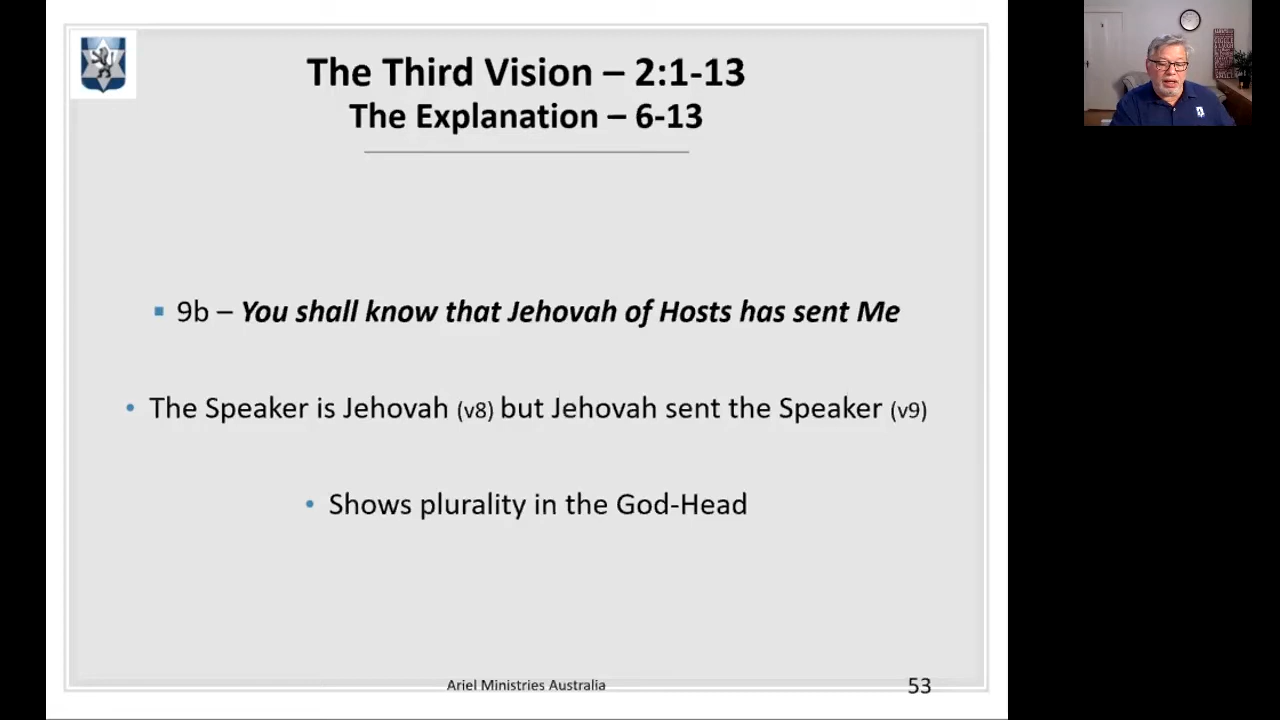 The Third Vision – 2:1-13
The Explanation – 6-13
9b – You shall know that Jehovah of Hosts has sent Me
The Speaker is Jehovah (v8) but Jehovah sent the Speaker (v9)
Shows plurality in the God-Head
Ariel Ministries Australia
53